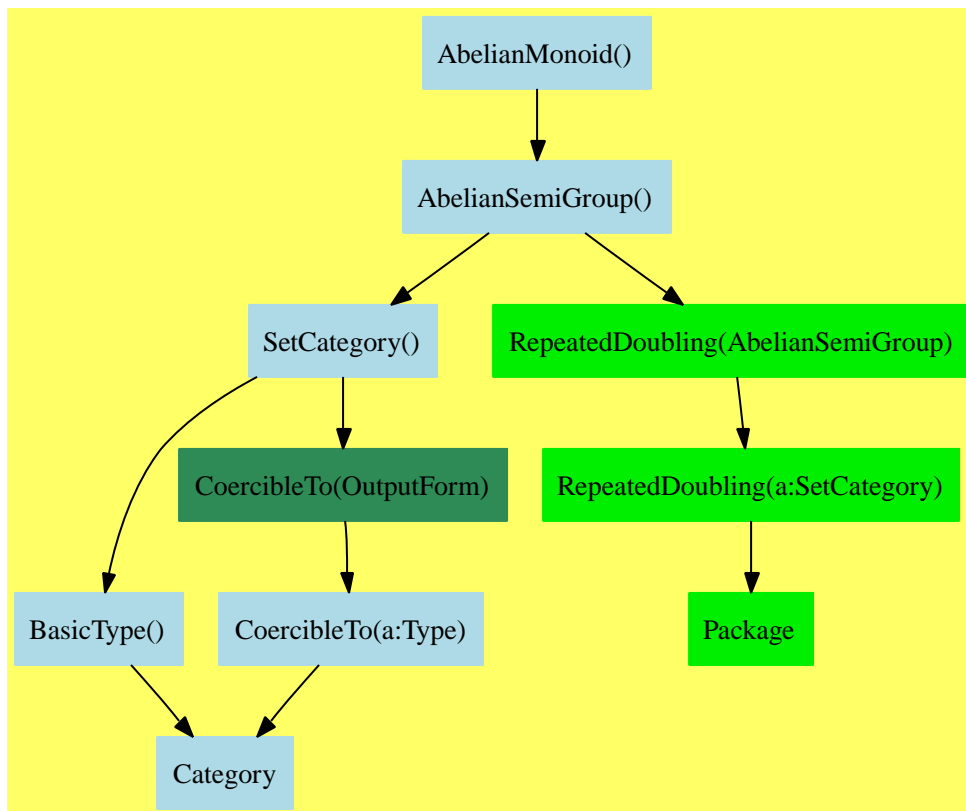 AbelianMonoid()
AbelianSemiGroup()
SetCategory()
RepeatedDoubling(AbelianSemiGroup)
CoercibleTo(OutputForm)
RepeatedDoubling(a:SetCategory)
BasicType()
CoercibleTo(a:Type)
Package
Category